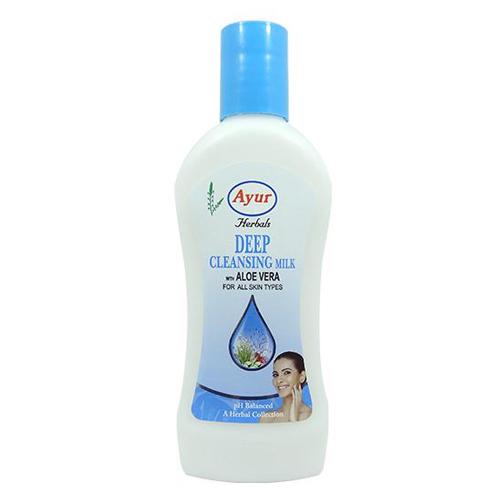 Ayur
Herbals
DEEP
CLEANSING MILK
WITH ALOE VERA
FOR ALL SKIN TYPES
pH Balanced
A Herbal Collection